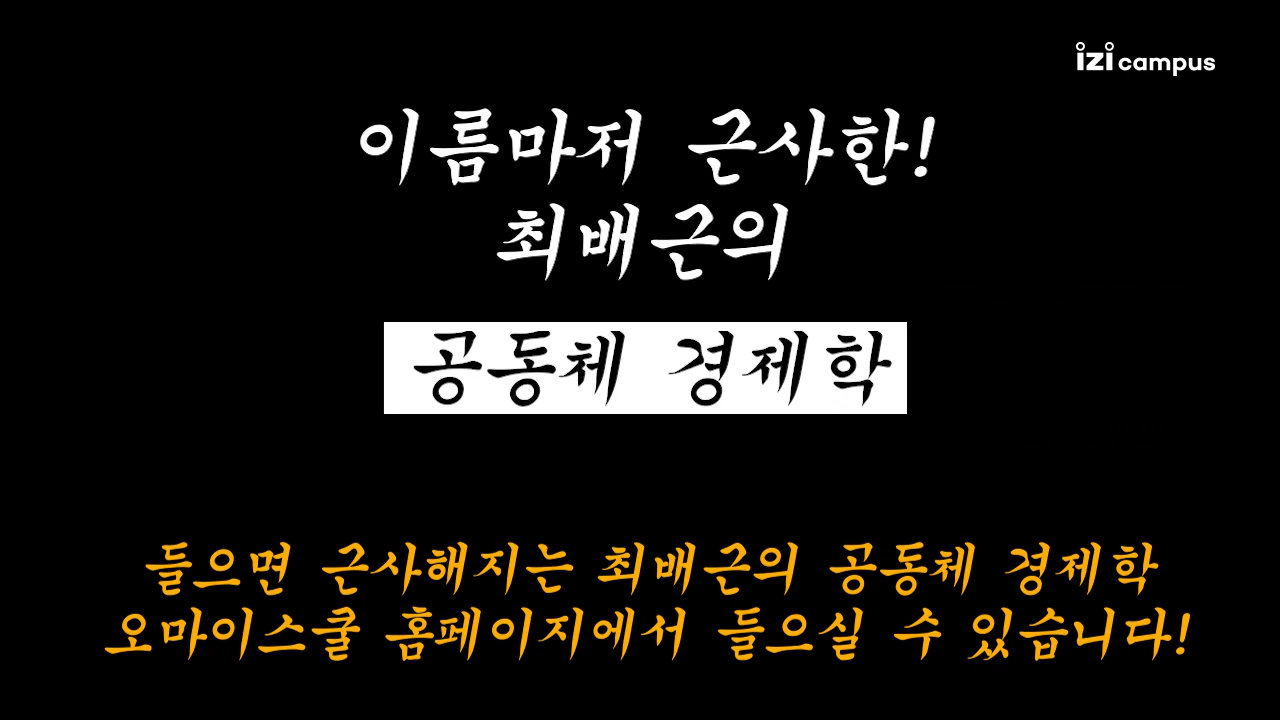 izi campus
이름마저 근사한!
최배근의
공동체 경제학
들으면 근사해지는 최배근의 공동체 경제학
오마이스쿨 홈페이지에서 들으실 수 있습니다!